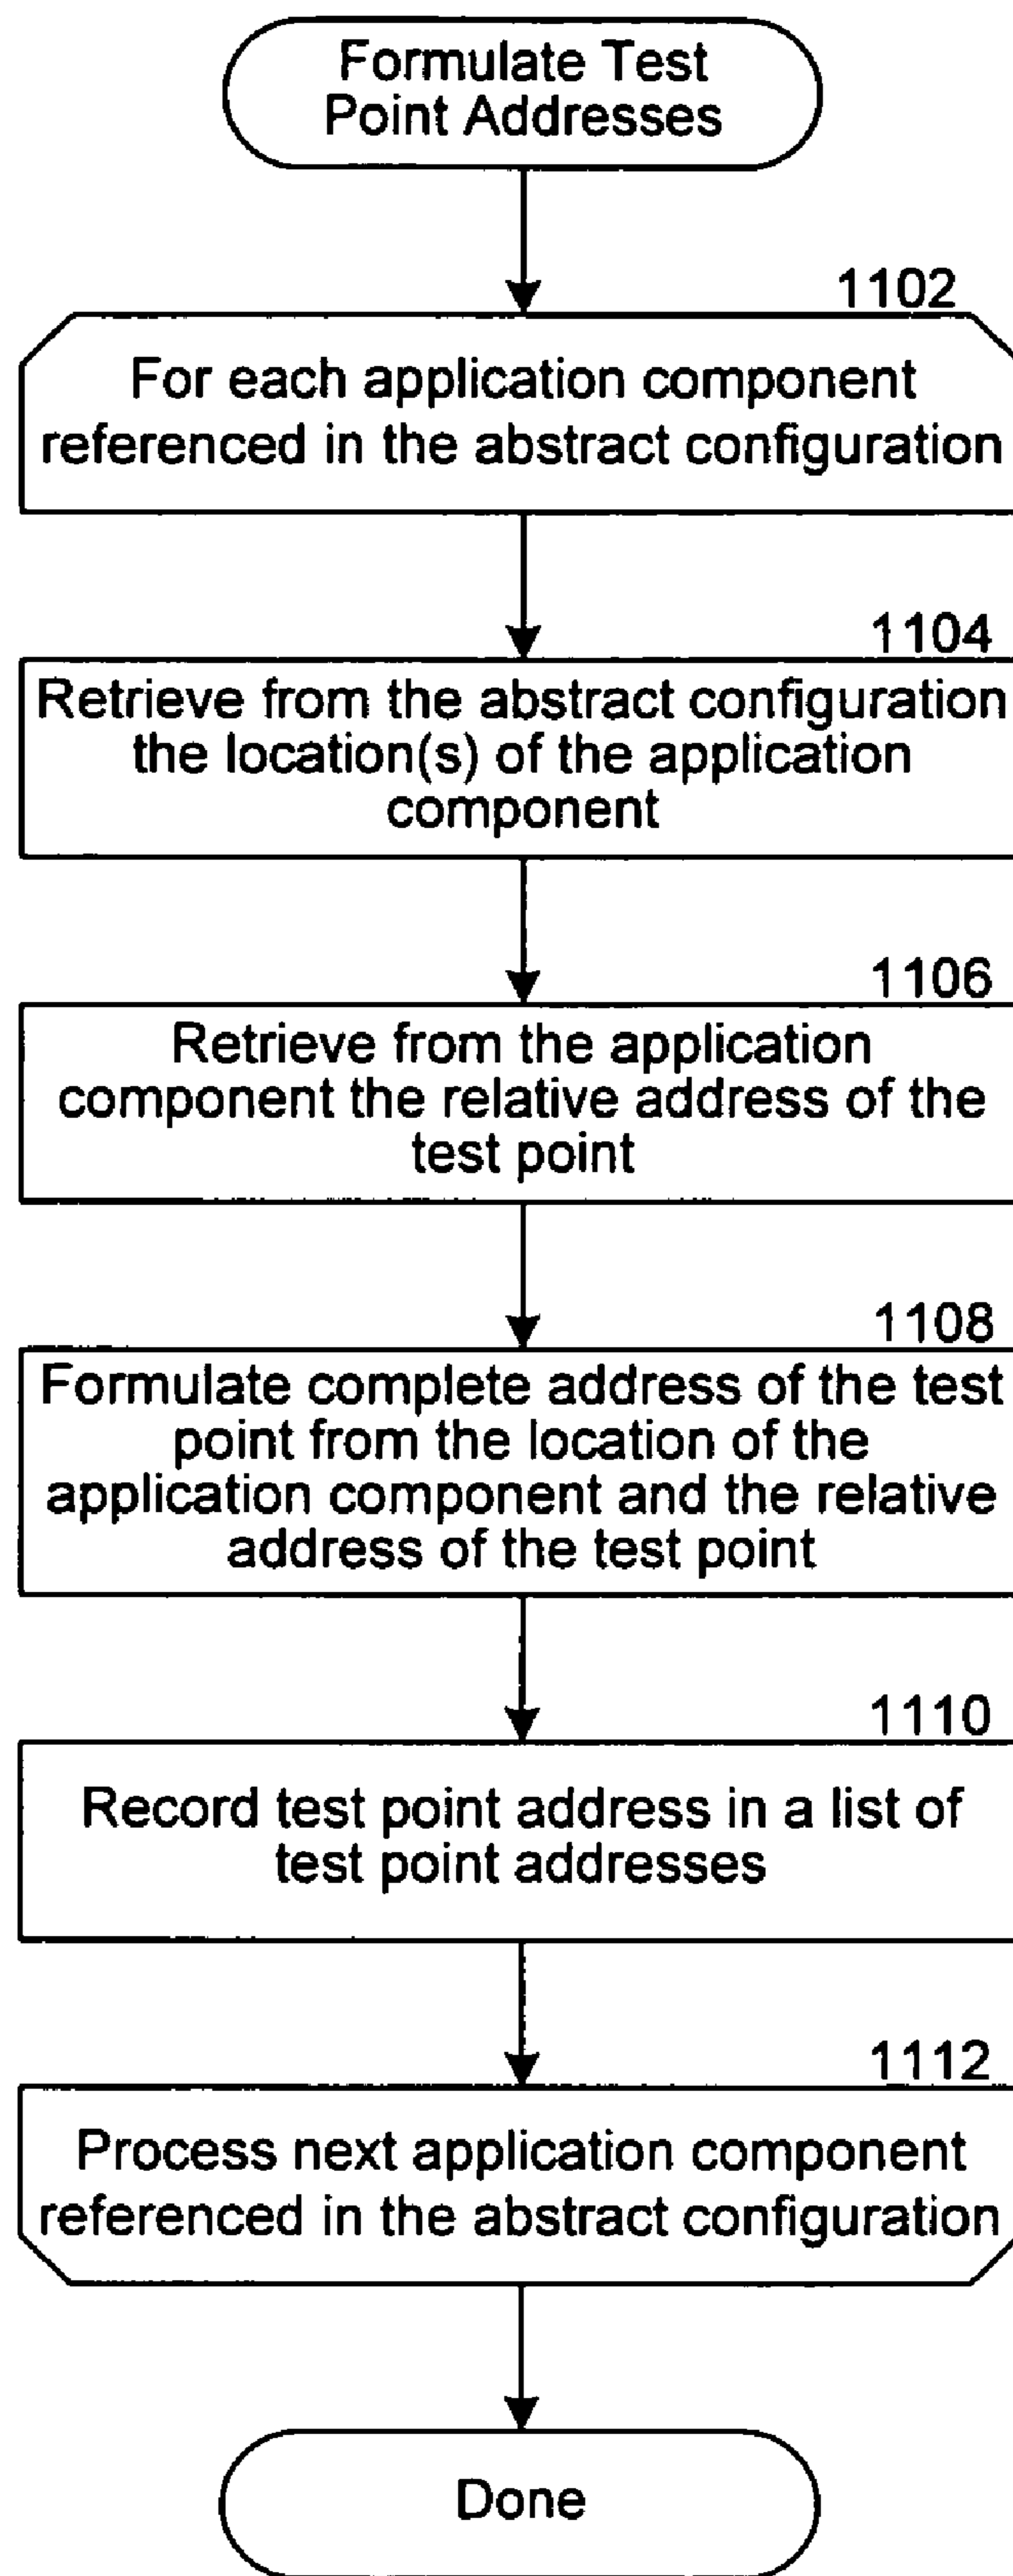 Formulate Test
Point Addresses
1102
For each application component
referenced in the abstract configuration
1104
Retrieve from the abstract configuration
the location(s) of the application
component
1106
Retrieve from the application
component the relative address of the
test point
1108
Formulate complete address of the test
point from the location of the
application component and the relative
address of the test point
1110
Record test point address in a list of
test point addresses
1112
Process next application component
referenced in the abstract configuration
Done